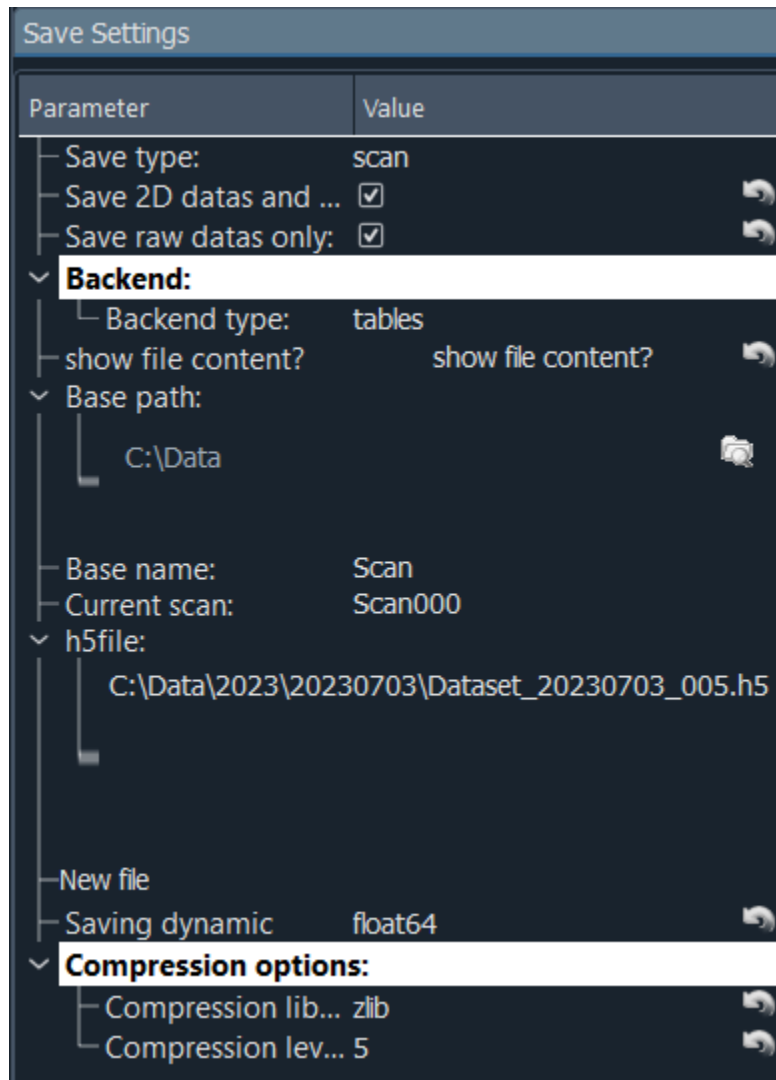 Save Settings
Parameter Value
Save type: scan
Save 2D datas and ...
Save raw datas only:
Backend:
Backend type: tables
show file content? show file content?
Base path:
C:\Data
Base name: Scan
Current scan: Scan000
h5file:
C:\Data\2023\20230703\Dataset_20230703_005.h5
New file
Saving dynamic float64
Compression options:
Compression lib... zlib
Compression lev... 5